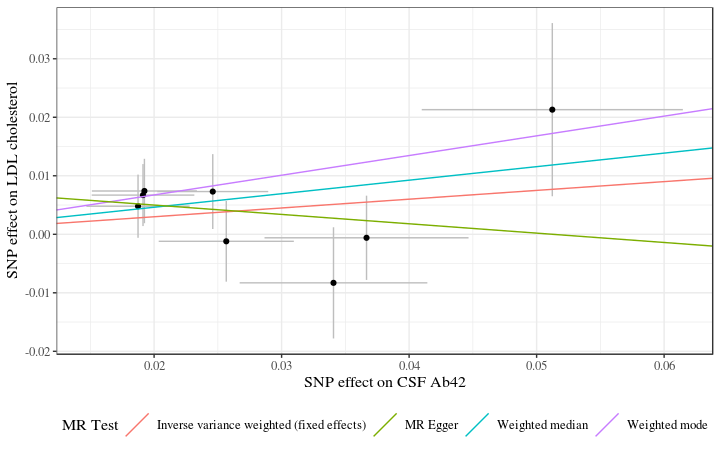 SNP effect on LDL cholesterol
0.03
0.02
0.01
0.00
-0.01
-0.02
0.02 0.03 0.04 0.05 0.06
SNP effect on CSF Ab42
MR Test Inverse variance weighted (fixed effects) MR Egger Weighted median Weighted mode